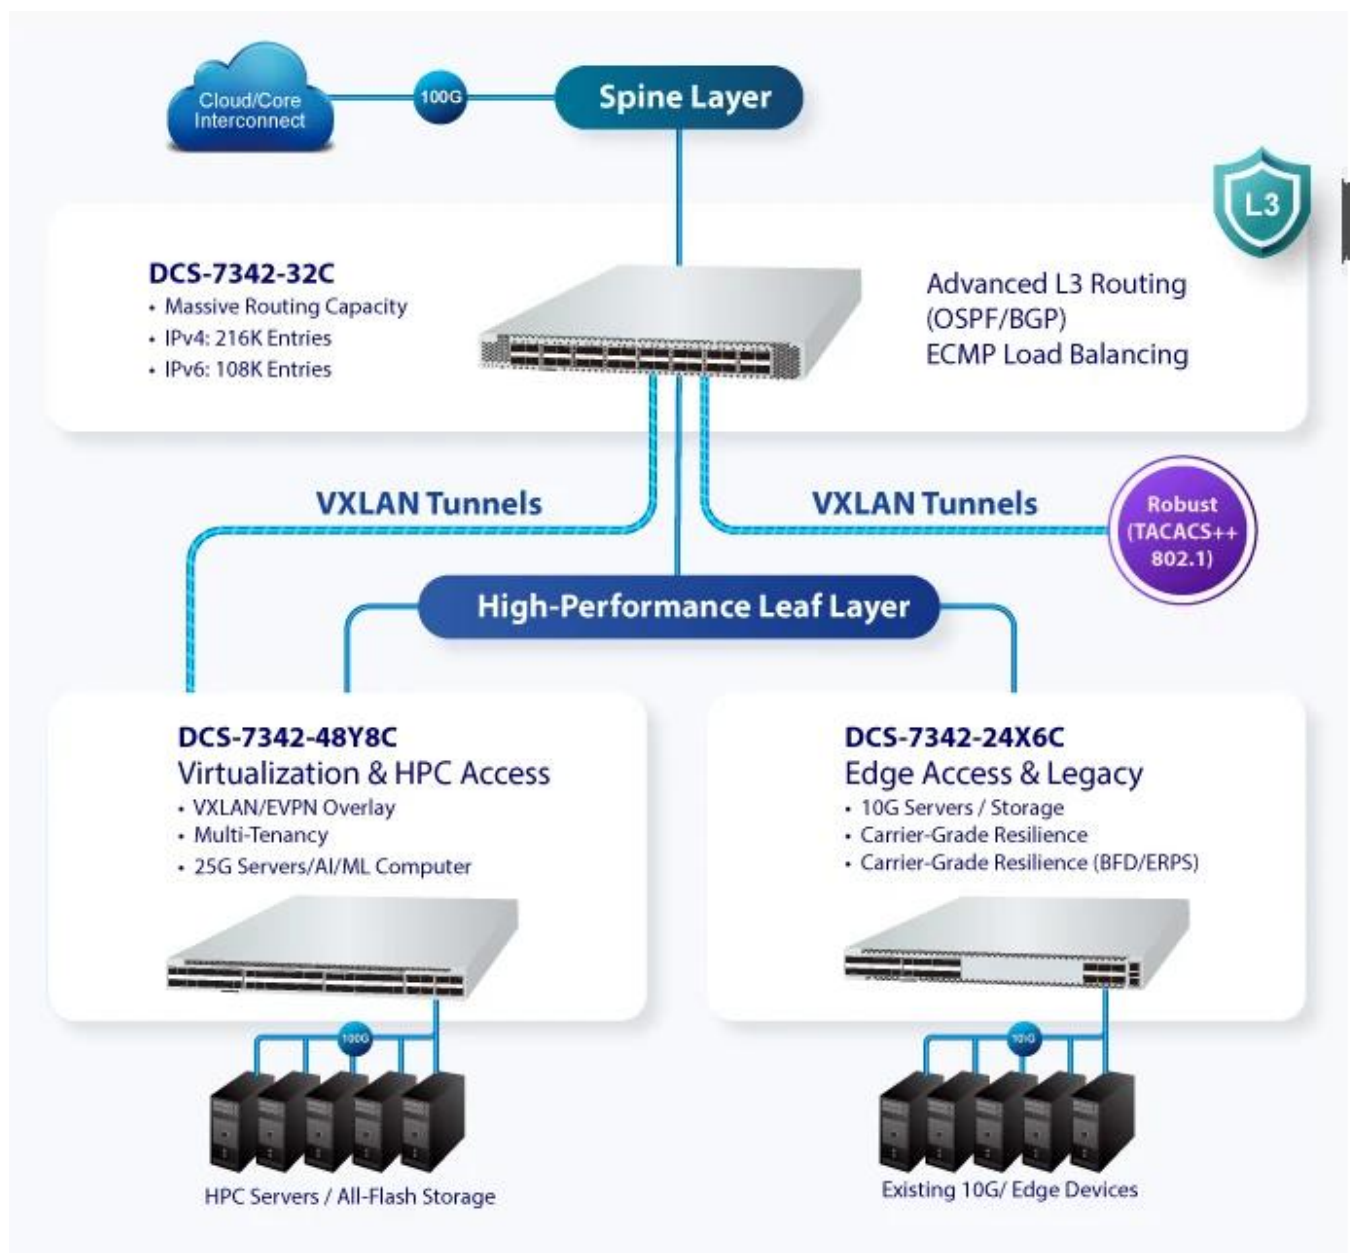 Cloud/Core
Interconnect
100G
Spine Layer
L3
DCS-7342-32C
• Massive Routing Capacity
• IPv4: 216K Entries
• IPv6: 108K Entries
Advanced L3 Routing
(OSPF/BGP)
ECMP Load Balancing
VXLAN Tunnels
VXLAN Tunnels
Robust
(TACACS++
802.1)
High-Performance Leaf Layer
DCS-7342-48Y8C
Virtualization & HPC Access
• VXLAN/EVPN Overlay
• Multi-Tenancy
• 25G Servers/AI/ML Computer
DCS-7342-24X6C
Edge Access & Legacy
• 10G Servers / Storage
• Carrier-Grade Resilience
• Carrier-Grade Resilience (BFD/ERPS)
100G
HPC Servers / All-Flash Storage
Existing 10G/ Edge Devices